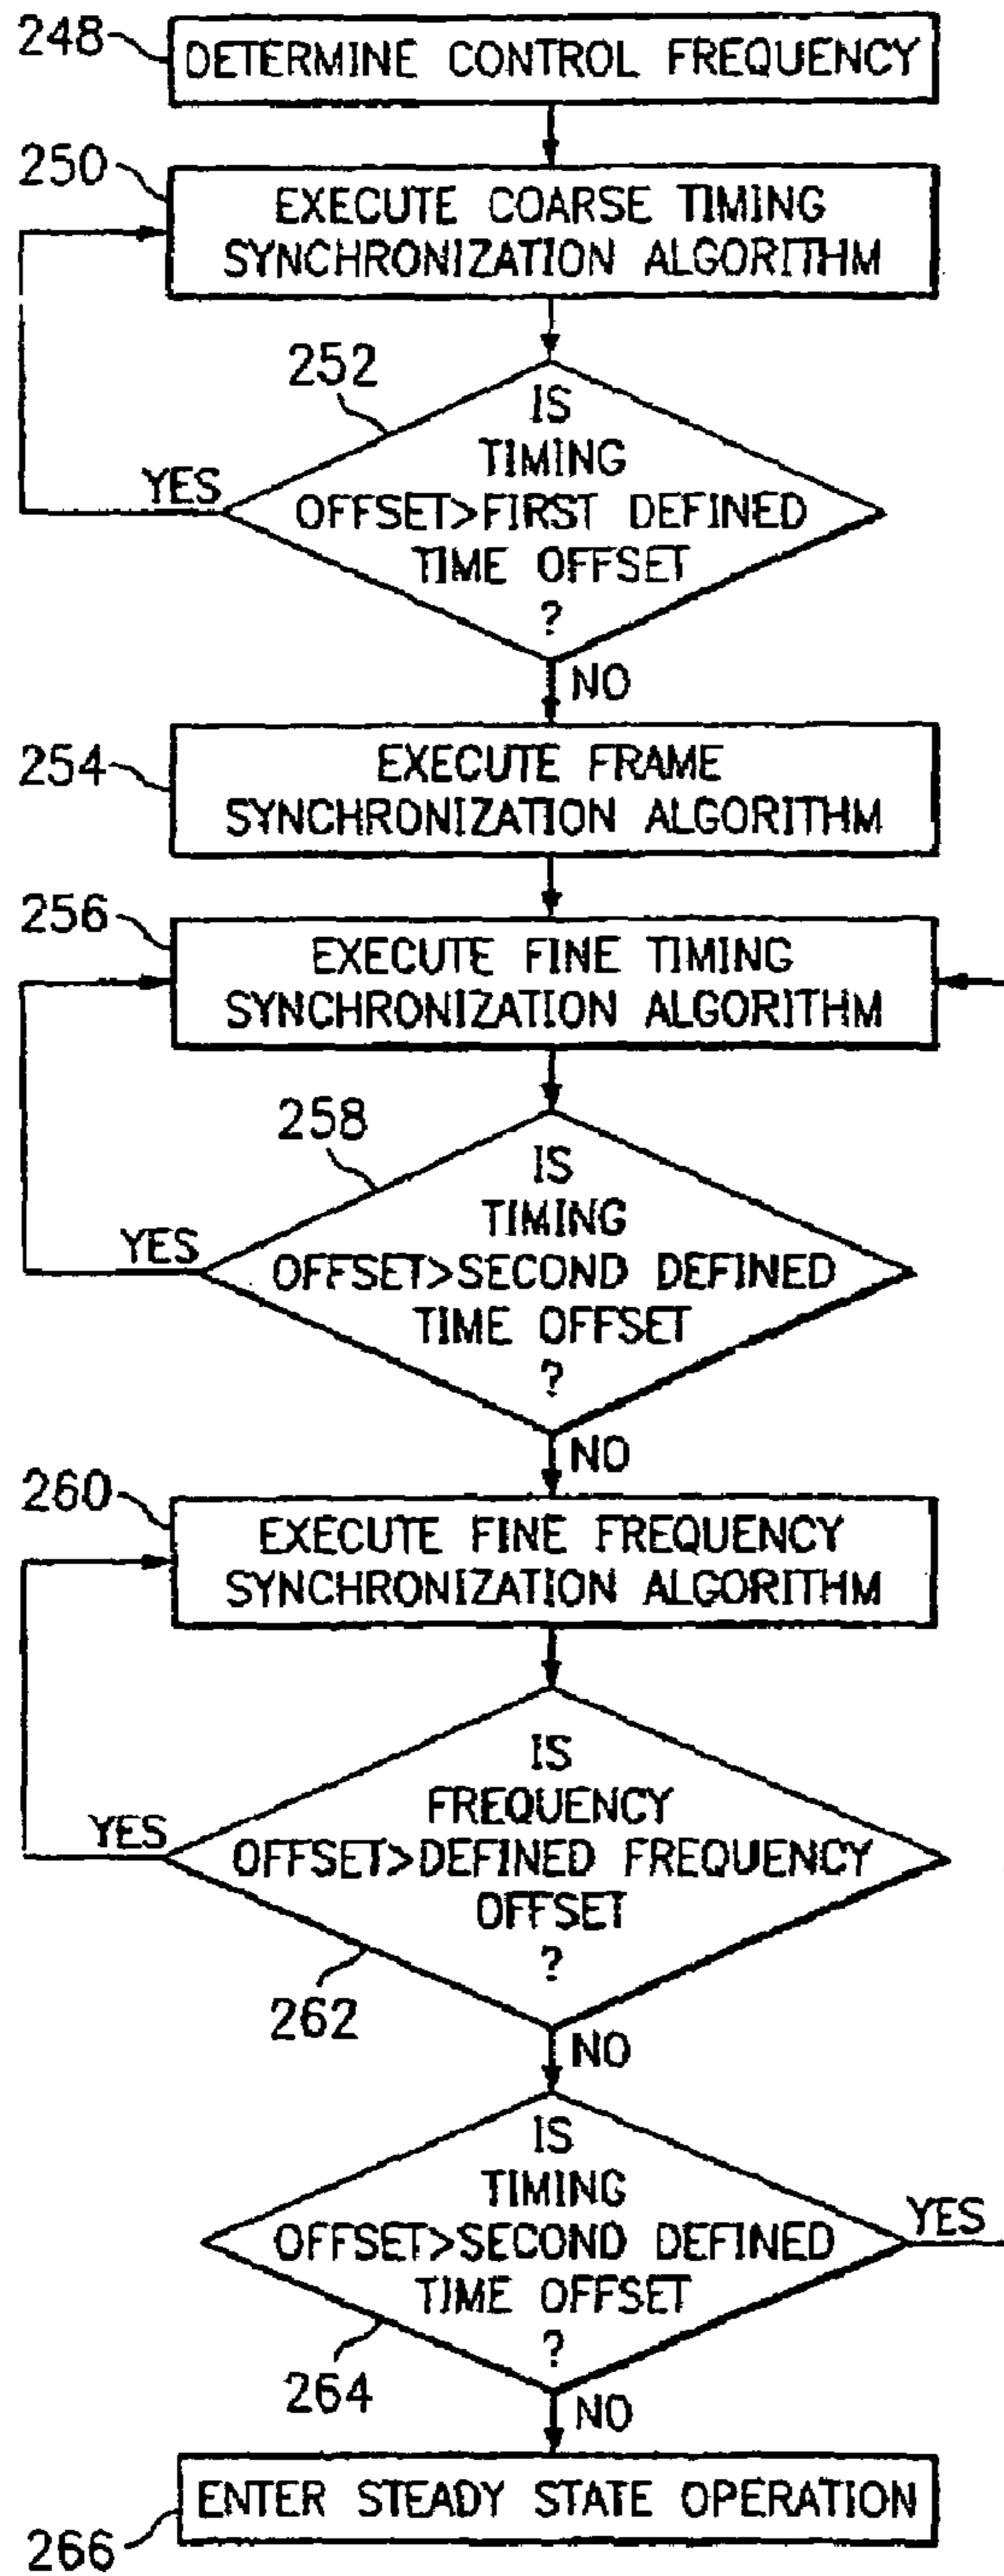 248
DETERMINE CONTROL FREQUENCY
250
EXECUTE COARSE TIMING
SYNCHRONIZATION ALGORITHM
252
IS
TIMING
OFFSET>FIRST DEFINED
TIME OFFSET
?
YES
NO
254
EXECUTE FRAME
SYNCHRONIZATION ALGORITHM
256
EXECUTE FINE TIMING
SYNCHRONIZATION ALGORITHM
258
IS
TIMING
OFFSET>SECOND DEFINED
TIME OFFSET
?
YES
NO
260
EXECUTE FINE FREQUENCY
SYNCHRONIZATION ALGORITHM
IS
FREQUENCY
OFFSET>DEFINED FREQUENCY
OFFSET
?
YES
262
NO
IS
TIMING
OFFSET>SECOND DEFINED
TIME OFFSET
?
YES
264
NO
ENTER STEADY STATE OPERATION
266